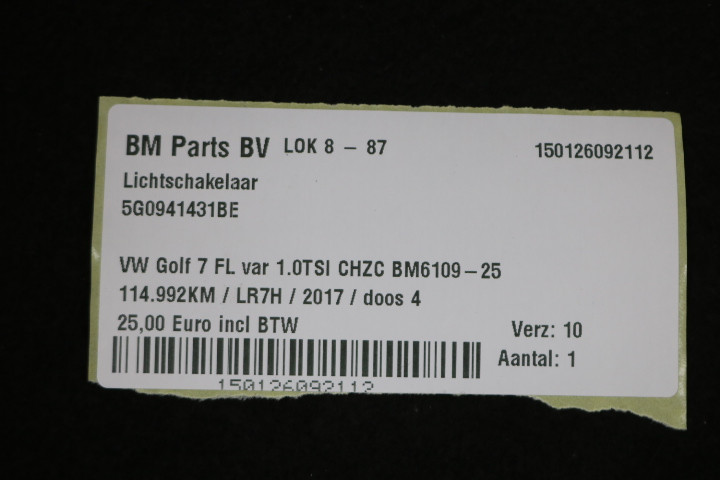 BM Parts BV LOK 8 - 87 150126092112
Lichtschakelaar
5G0941431BE
VW Golf 7 FL var 1.0TSI CHZC BM6109-25
114.992KM / LR7H / 2017 / doos 4
25,00 Euro incl BTW Verz: 10
Aantal: 1
150126092112